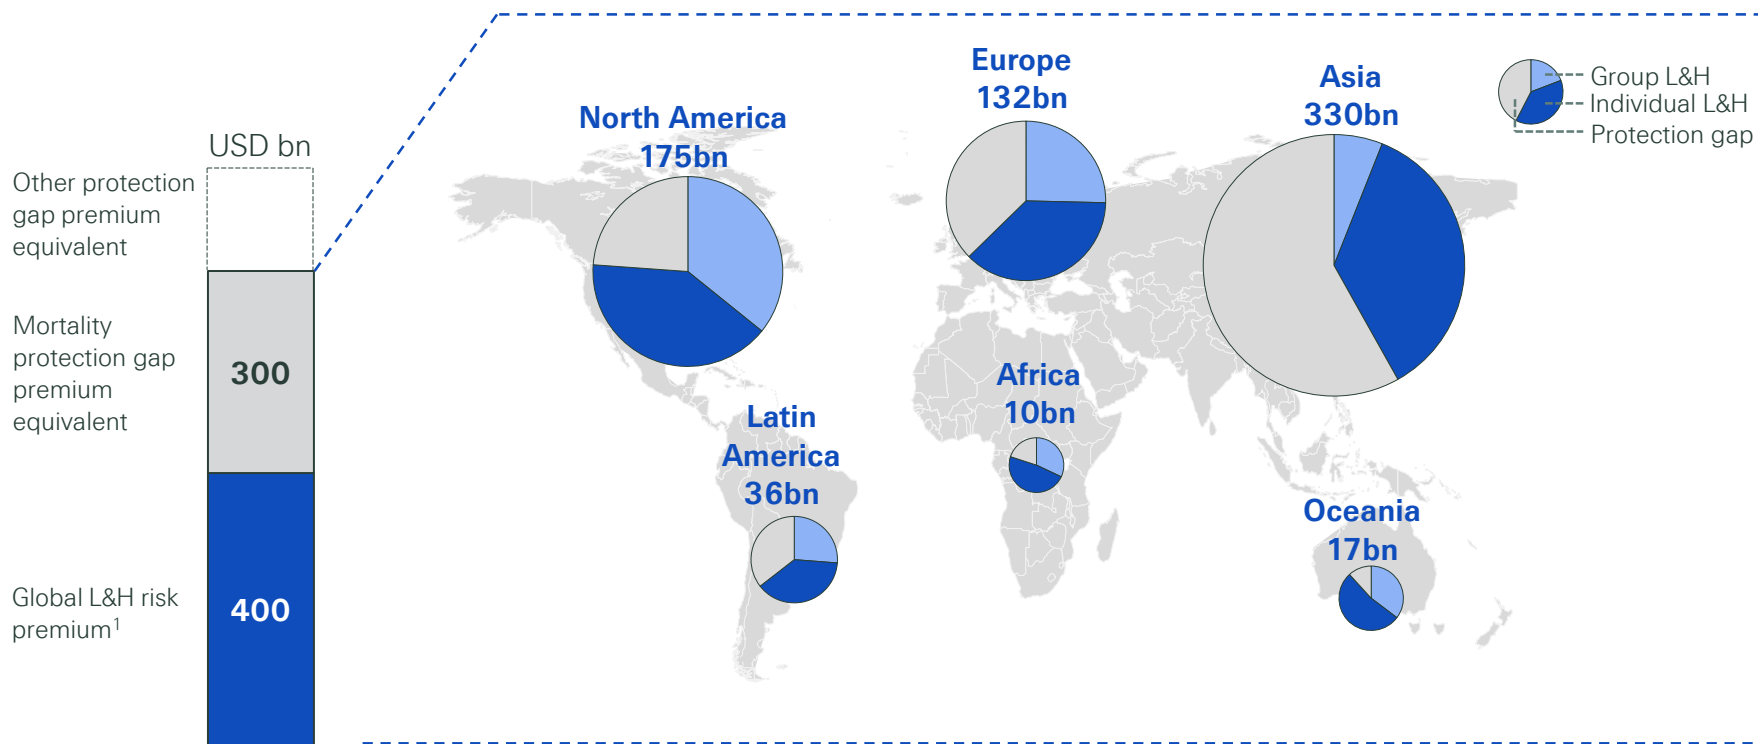 USD bn
Other protection
gap premium
equivalent
Mortality
protection gap
premium
equivalent
300
Global L&H risk
premium¹
400
North America
175bn
Europe
132bn
Asia
330bn
Latin
America
36bn
Africa
10bn
Oceania
17bn
Group L&H
Individual L&H
Protection gap